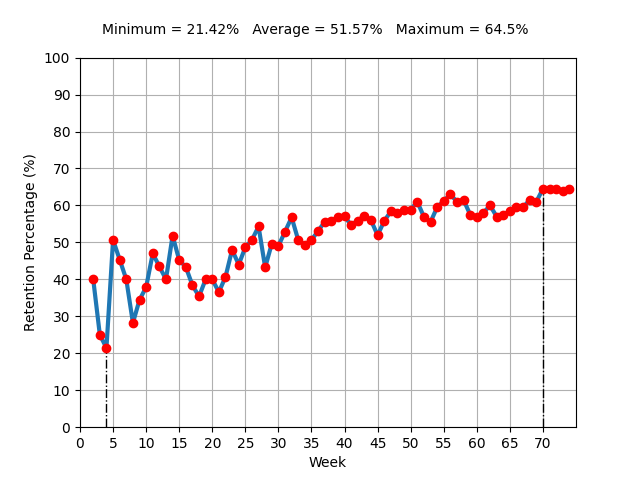 Minimum = 21.42%   Average = 51.57%   Maximum = 64.5%
Retention Percentage (%)
100
90
80
70
60
50
40
30
20
10
0
0 5 10 15 20 25 30 35 40 45 50 55 60 65 70
Week